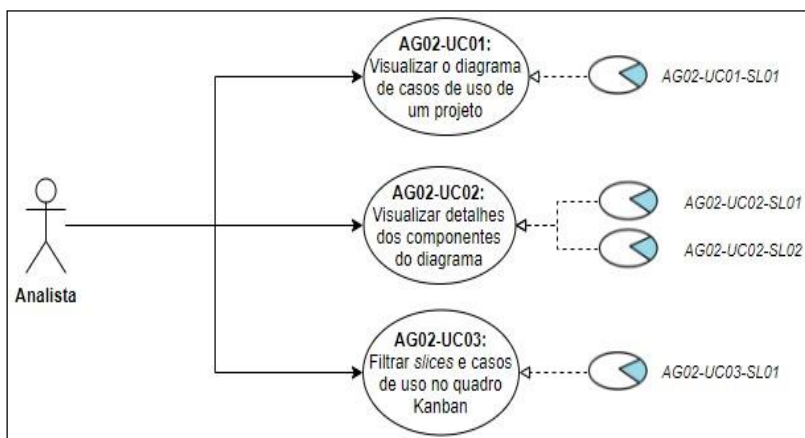 AG02-UC01:
Visualizar o diagrama
de casos de uso de
um projeto
AG02-UC01-SL01
AG02-UC02:
Visualizar detalhes
dos componentes
do diagrama
AG02-UC02-SL01
AG02-UC02-SL02
Analista
AG02-UC03:
Filtrar slices e casos
de uso no quadro
Kanban
AG02-UC03-SL01